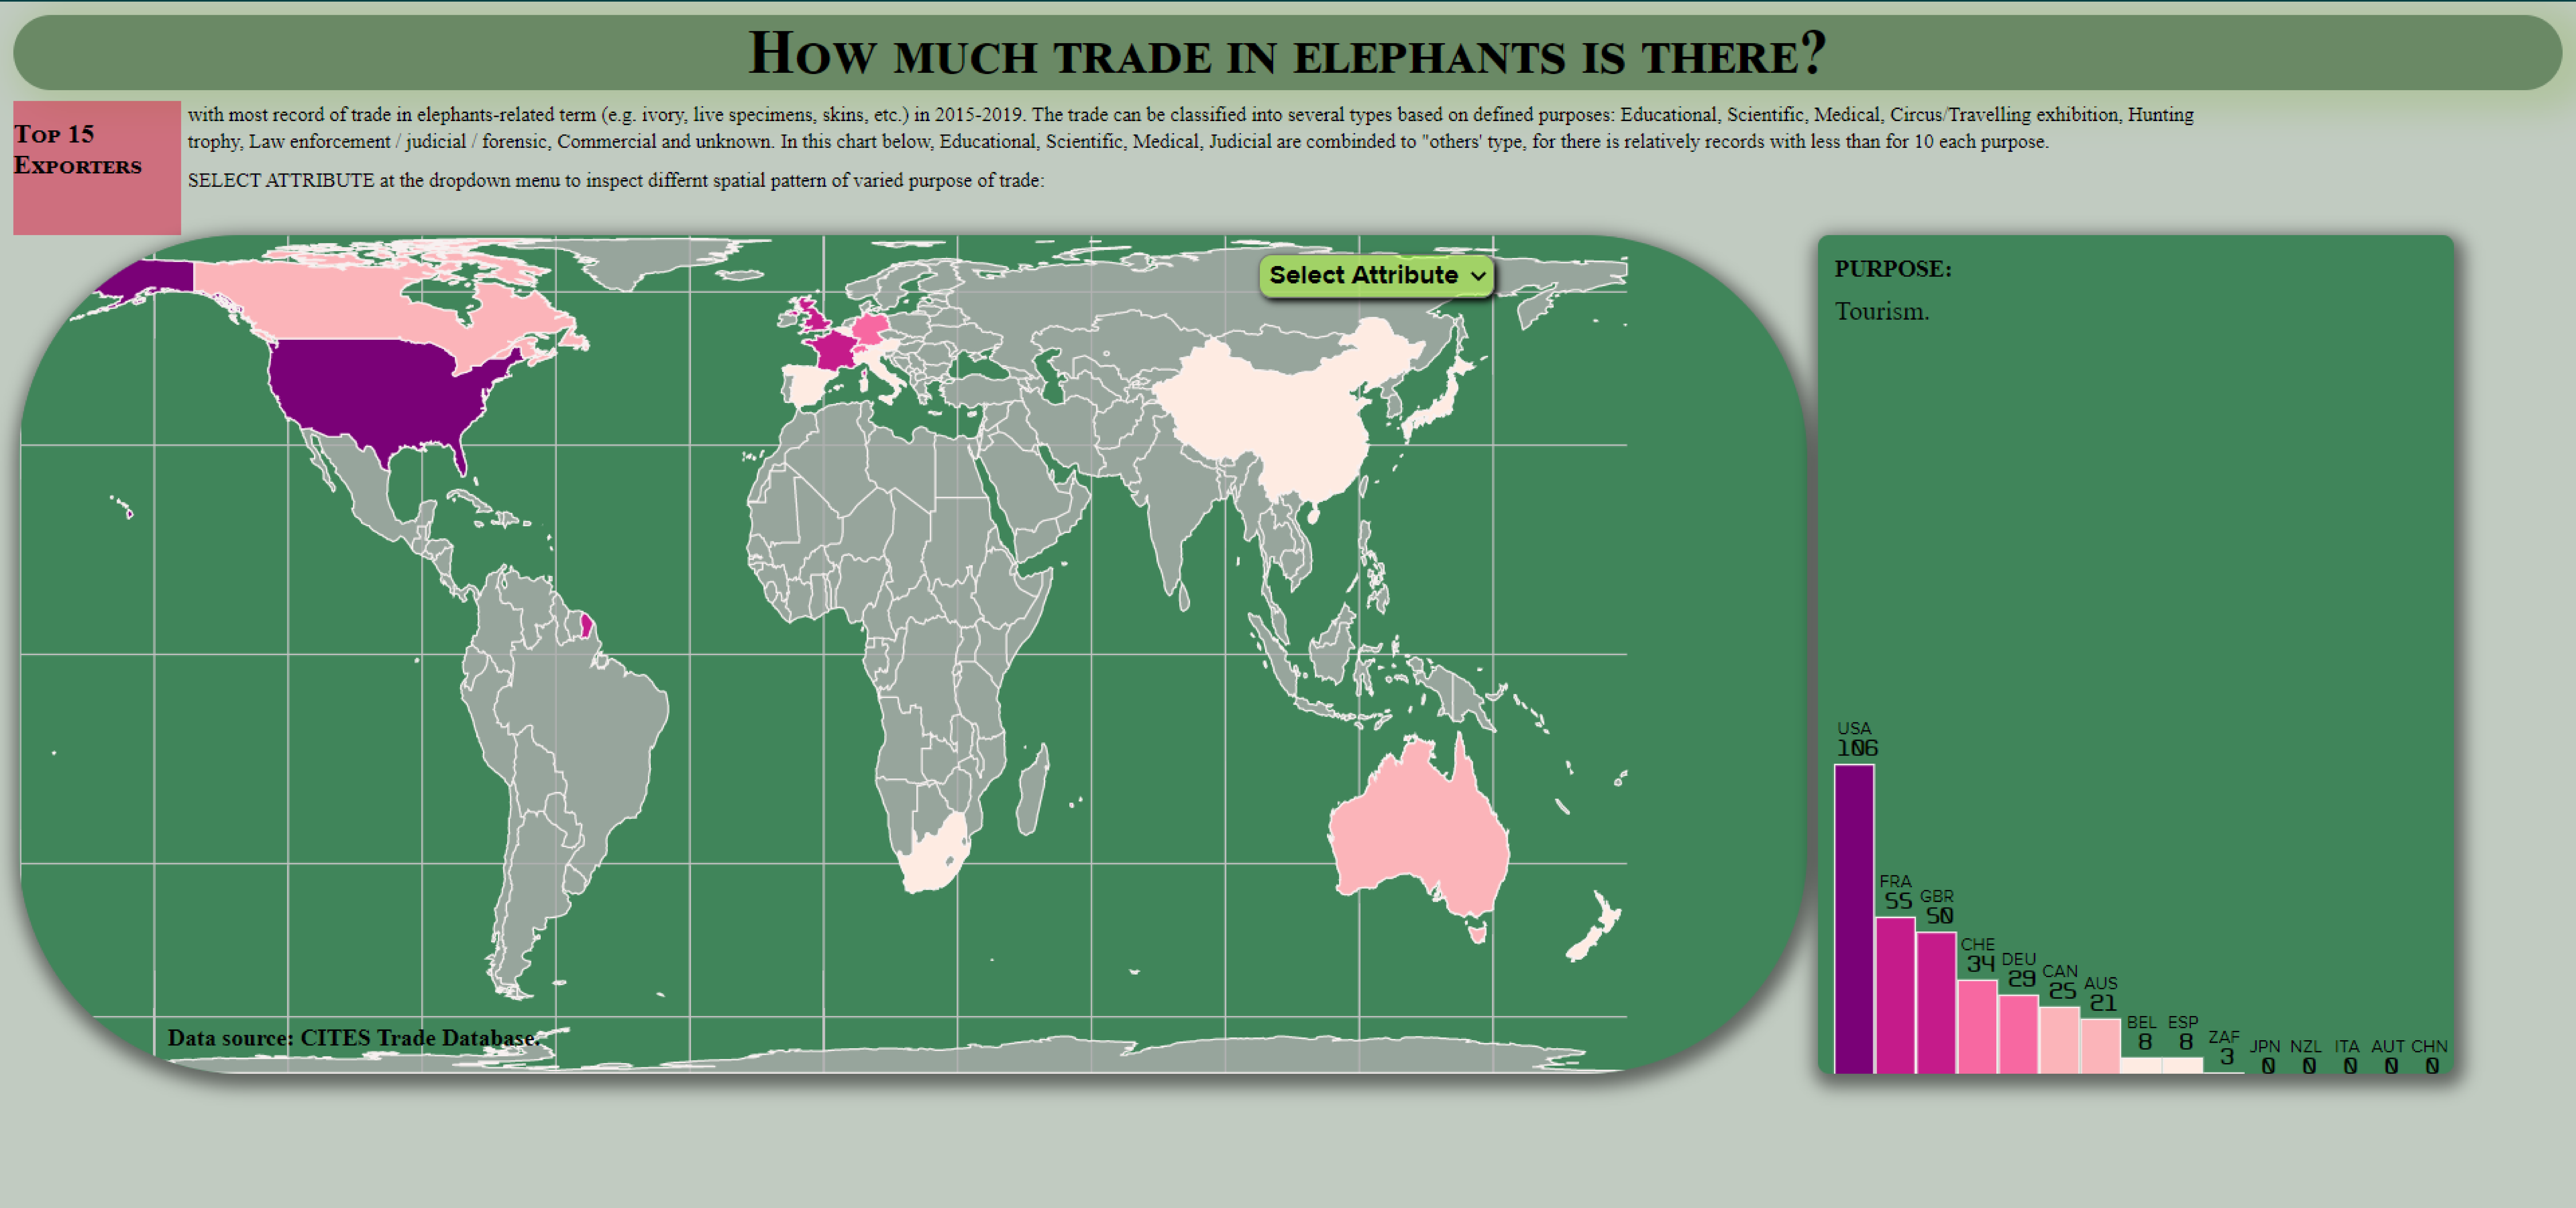 How much trade in elephants is there?
Top 15
Exporters
with most record of trade in elephants-related term (e.g. ivory, live specimens, skins, etc.) in 2015-2019. The trade can be classified into several types based on defined purposes: Educational, Scientific, Medical, Circus/Travelling exhibition, Hunting
trophy, Law enforcement / judicial / forensic, Commercial and unknown. In this chart below, Educational, Scientific, Medical, Judicial are combinded to "others' type, for there is relatively records with less than for 10 each purpose.
SELECT ATTRIBUTE at the dropdown menu to inspect differnt spatial pattern of varied purpose of trade:
Select Attribute
Data source: CITES Trade Database.
PURPOSE:
Tourism.
USA
106
FRA
55
GBR
50
CHE
34
DEU
29
CAN
25
AUS
21
BEL
8
ESP
8
ZAF
3
JPN
0
NZL
0
ITA
0
AUT
0
CHN
0